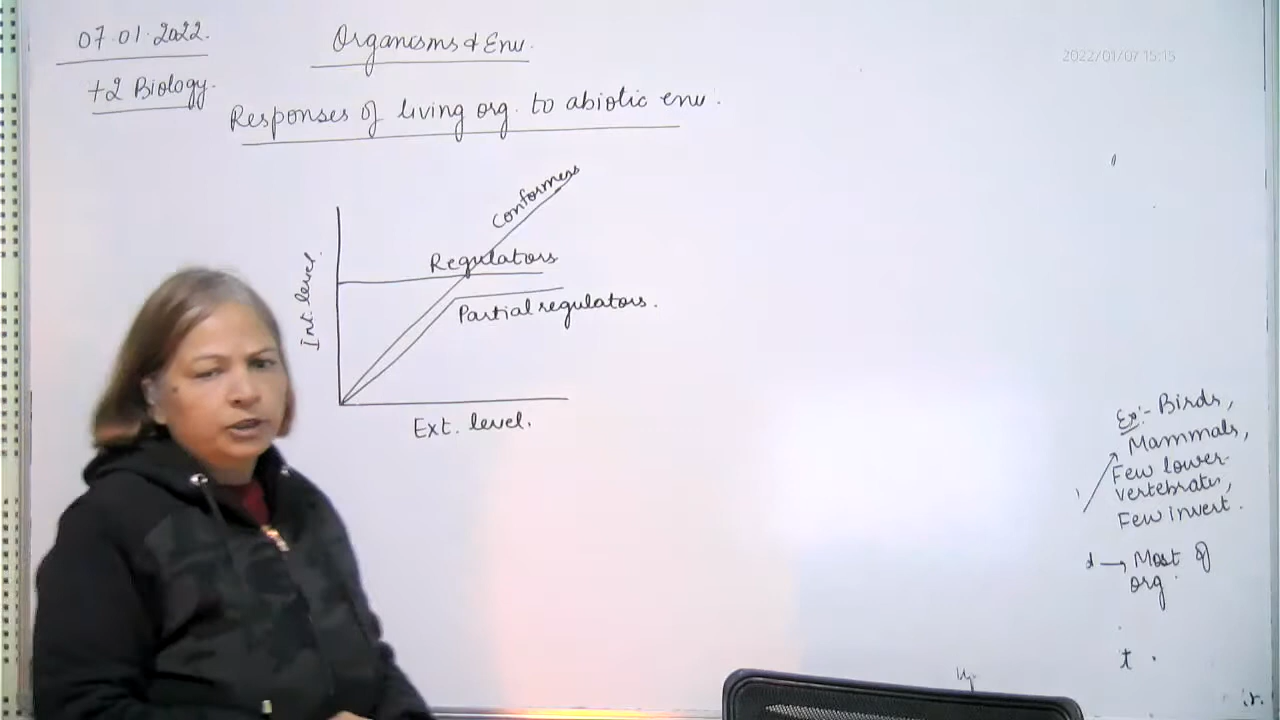 07.01.2022.
Organisms & Env.
2022/01/07 15:15
+2 Biology.
Responses of living org. to abiotic env.
Conformers
Regulators
Partial regulators.
Int. level.
Ext. level.
Ex:- Birds,
Mammals,
Few lower
vertebrates,
Few invert.
d → Most of
org.
t.